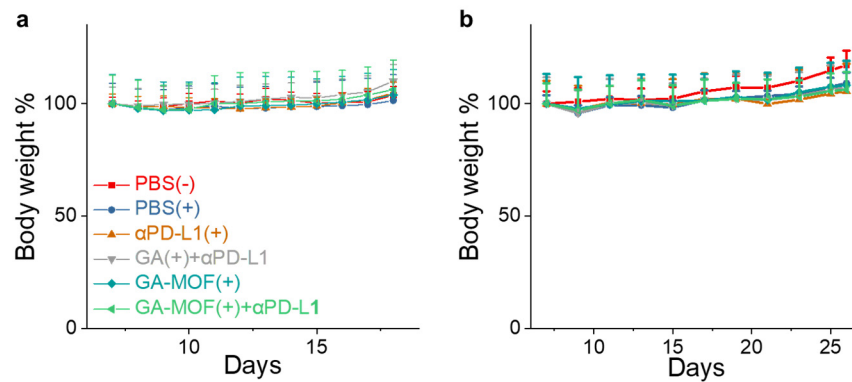 a
b
Body weight %
100
50
0
10
15
Days
PBS(-)
PBS(+)
αPD-L1(+)
GA(+)+αPD-L1
GA-MOF(+)
GA-MOF(+)+αPD-L1
Body weight %
100
50
0
10
15
20
25
Days